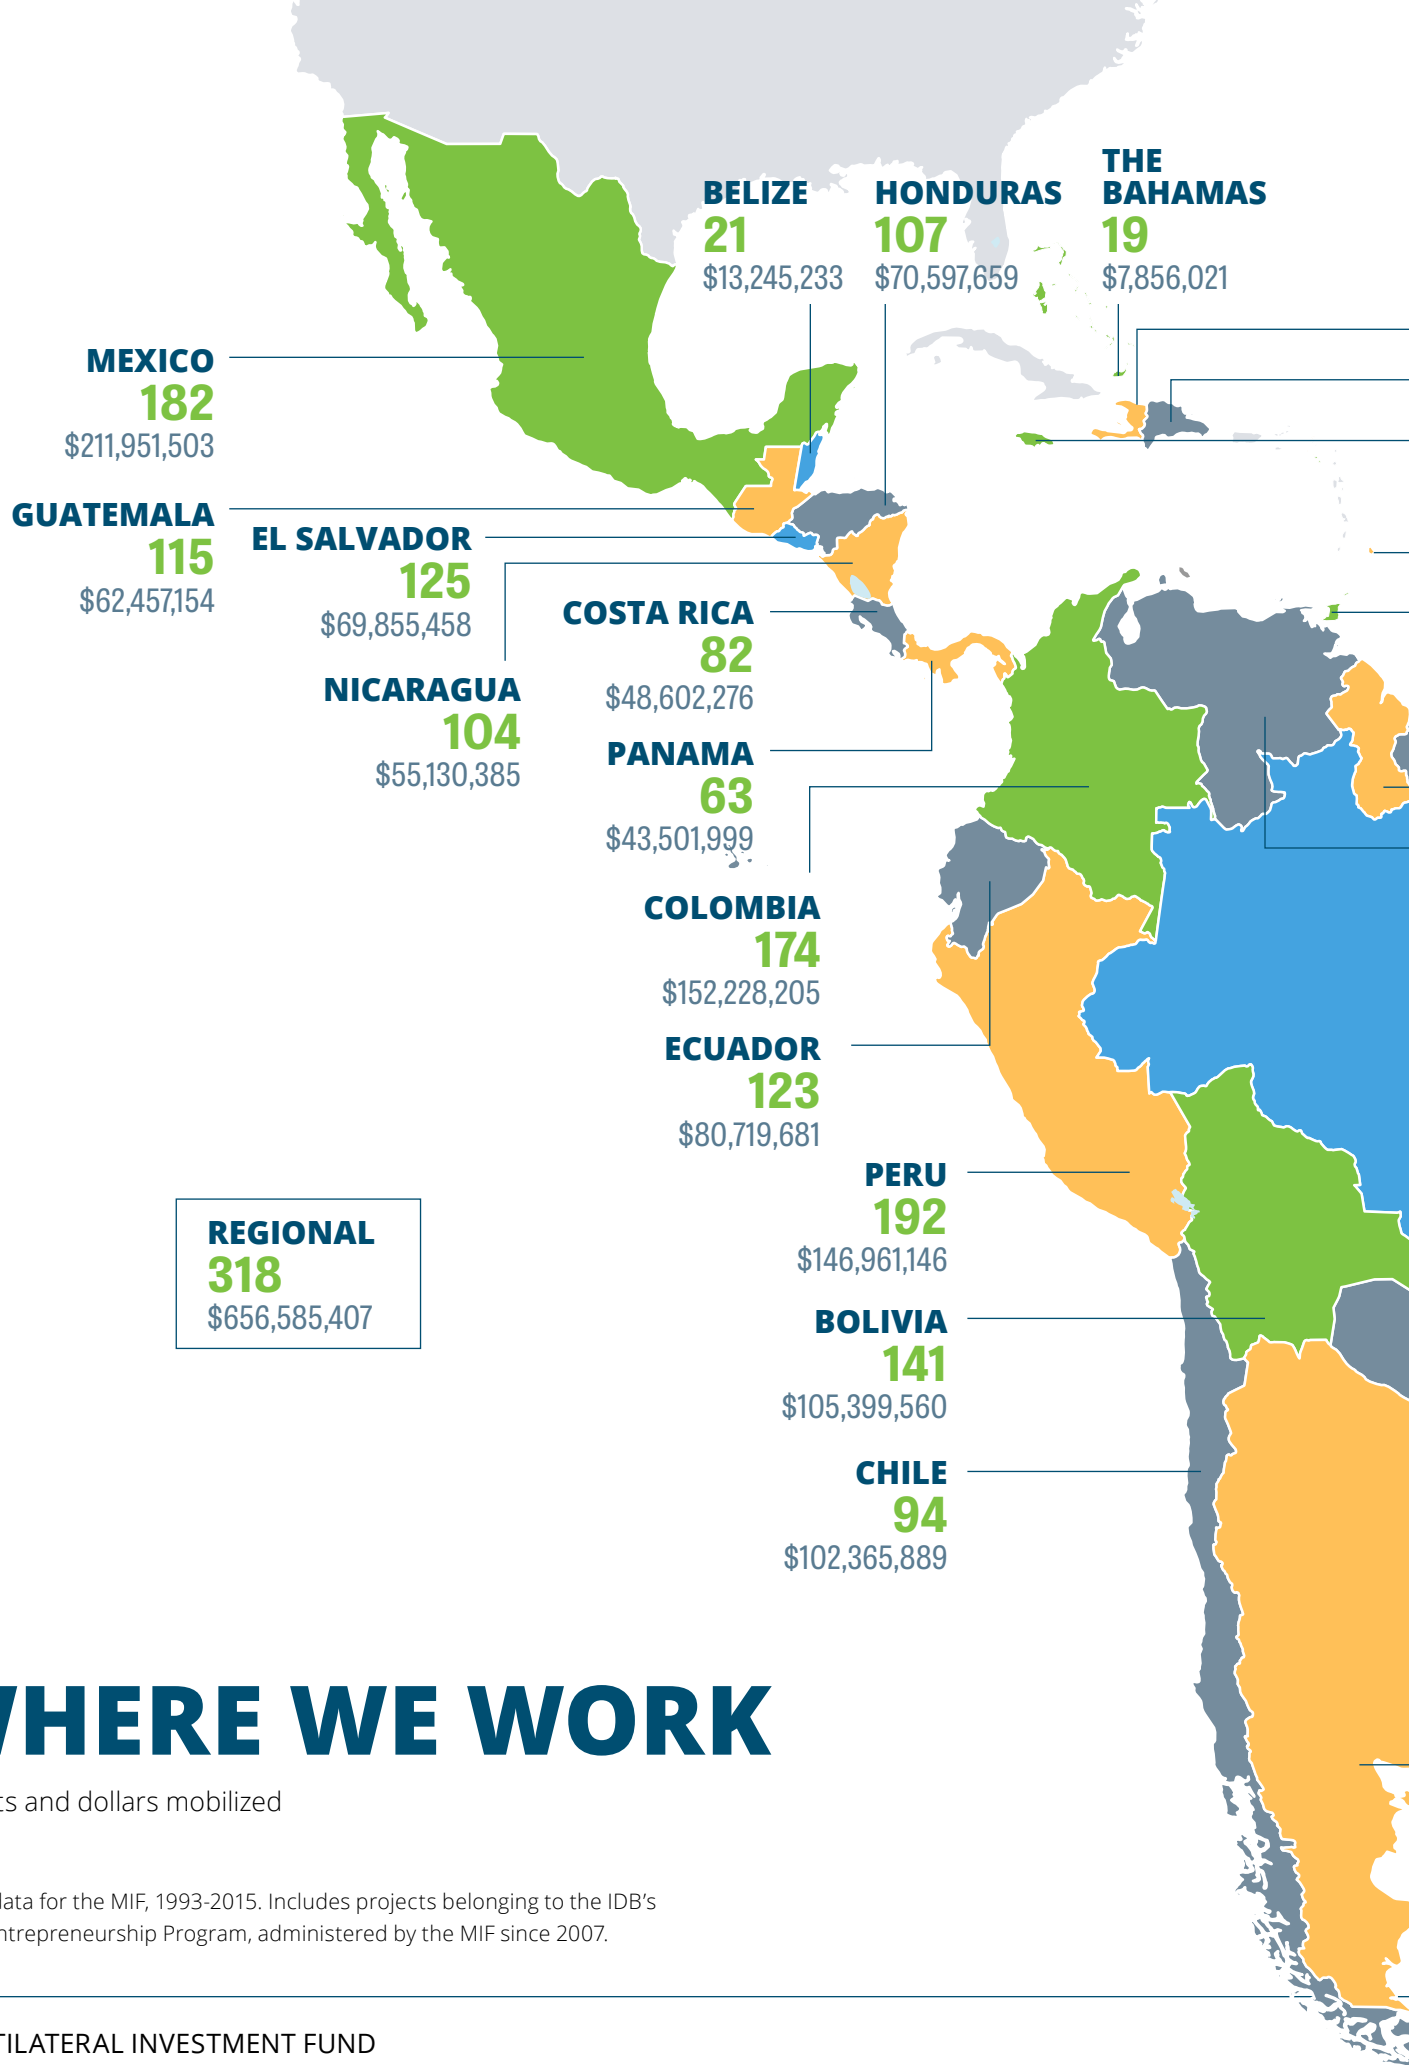 THE
BAHAMAS
19
$7,856,021
BELIZE
21
$13,245,233
HONDURAS
107
$70,597,659
MEXICO
182
$211,951,503
GUATEMALA
115
$62,457,154
EL SALVADOR
125
$69,855,458
COSTA RICA
82
$48,602,276
NICARAGUA
104
$55,130,385
PANAMA
63
$43,501,999
COLOMBIA
174
$152,228,205
ECUADOR
123
$80,719,681
PERU
192
$146,961,146
REGIONAL
318
$656,585,407
BOLIVIA
141
$105,399,560
CHILE
94
$102,365,889
WHERE WE WORK
ts and dollars mobilized
data for the MIF, 1993-2015. Includes projects belonging to the IDB’s
ntrepreneurship Program, administered by the MIF since 2007.
TILATERAL INVESTMENT FUND